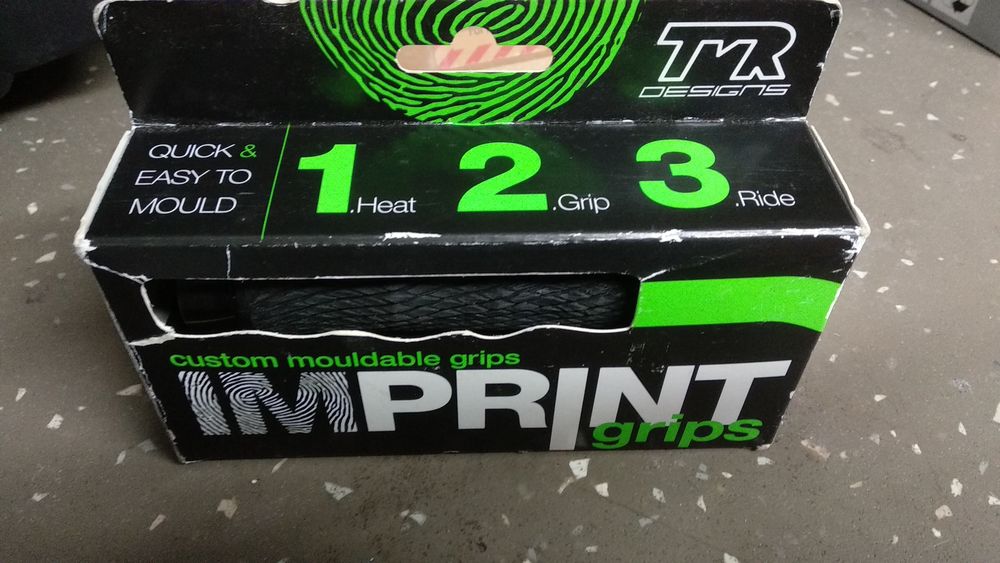 TMR
DESIGNS
QUICK &
EASY TO
MOULD
1.Heat
2.Grip
3.Ride
custom mouldable grips
IMPRINT
grips